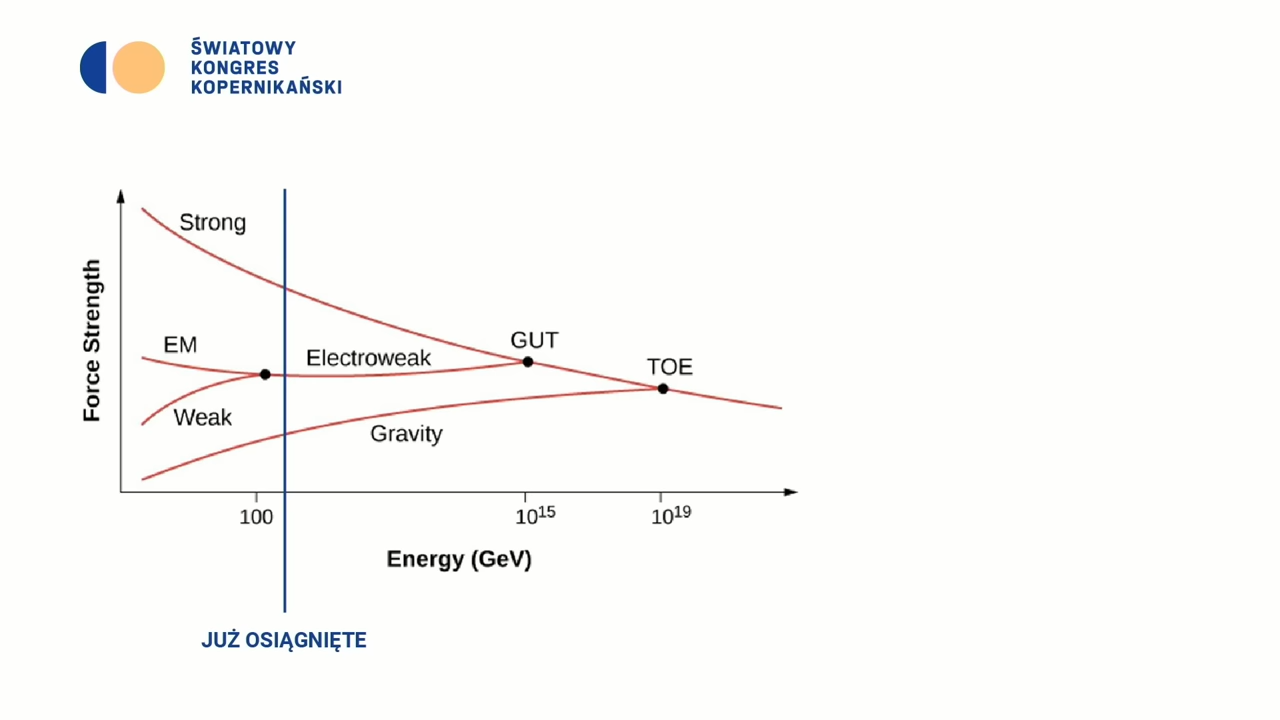 ŚWIATOWY
KONGRES
KOPERNIKAŃSKI
Strong
EM
Weak
Electroweak
GUT
TOE
Gravity
Force Strength
100
10¹⁵
10¹⁹
Energy (GeV)
JUŻ OSIĄGNIĘTE